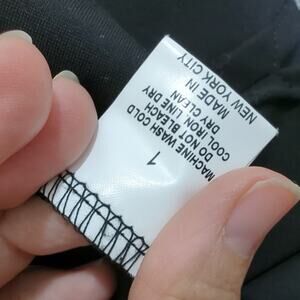 1
MACHINE WASH COLD
DO NOT BLEACH
COOL IRON LINE DRY
DRY CLEAN
MADE IN
NEW YORK CITY